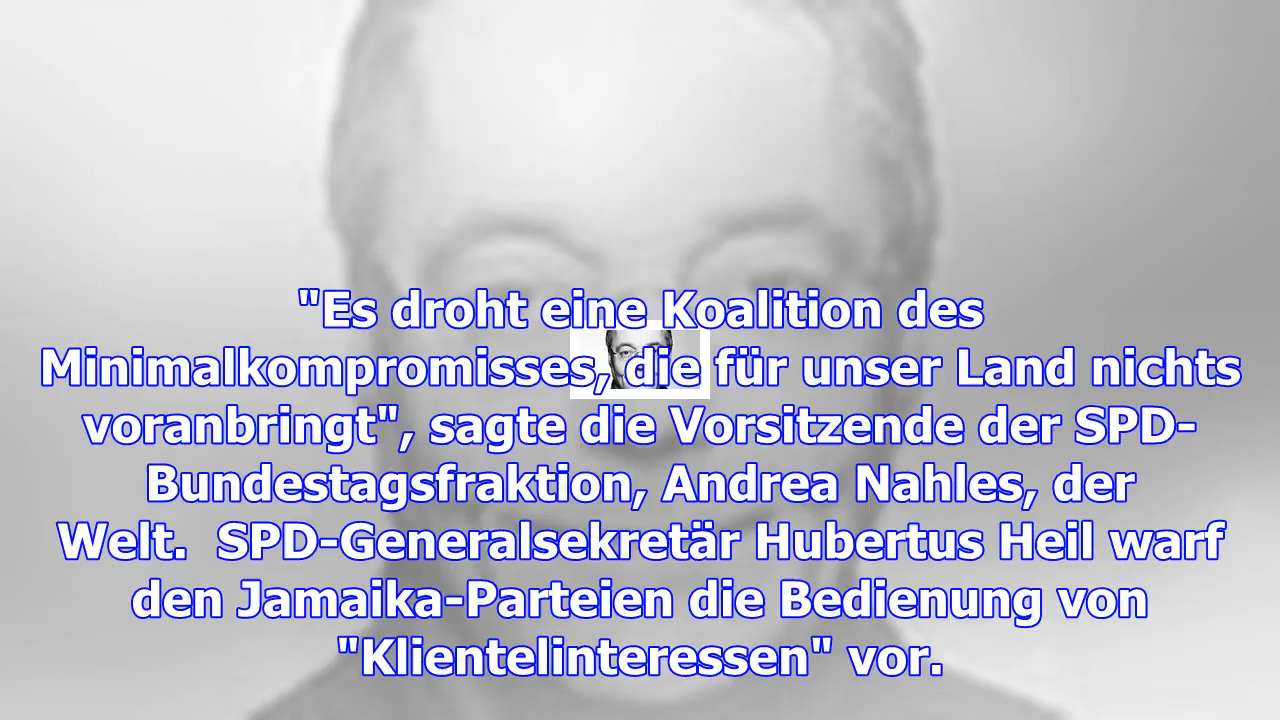 "Es droht eine Koalition des
Minimalkompromisses, die für unser Land nichts
voranbringt", sagte die Vorsitzende der SPD-
Bundestagsfraktion, Andrea Nahles, der
Welt.  SPD-Generalsekretär Hubertus Heil warf
den Jamaika-Parteien die Bedienung von
"Klientelinteressen" vor.